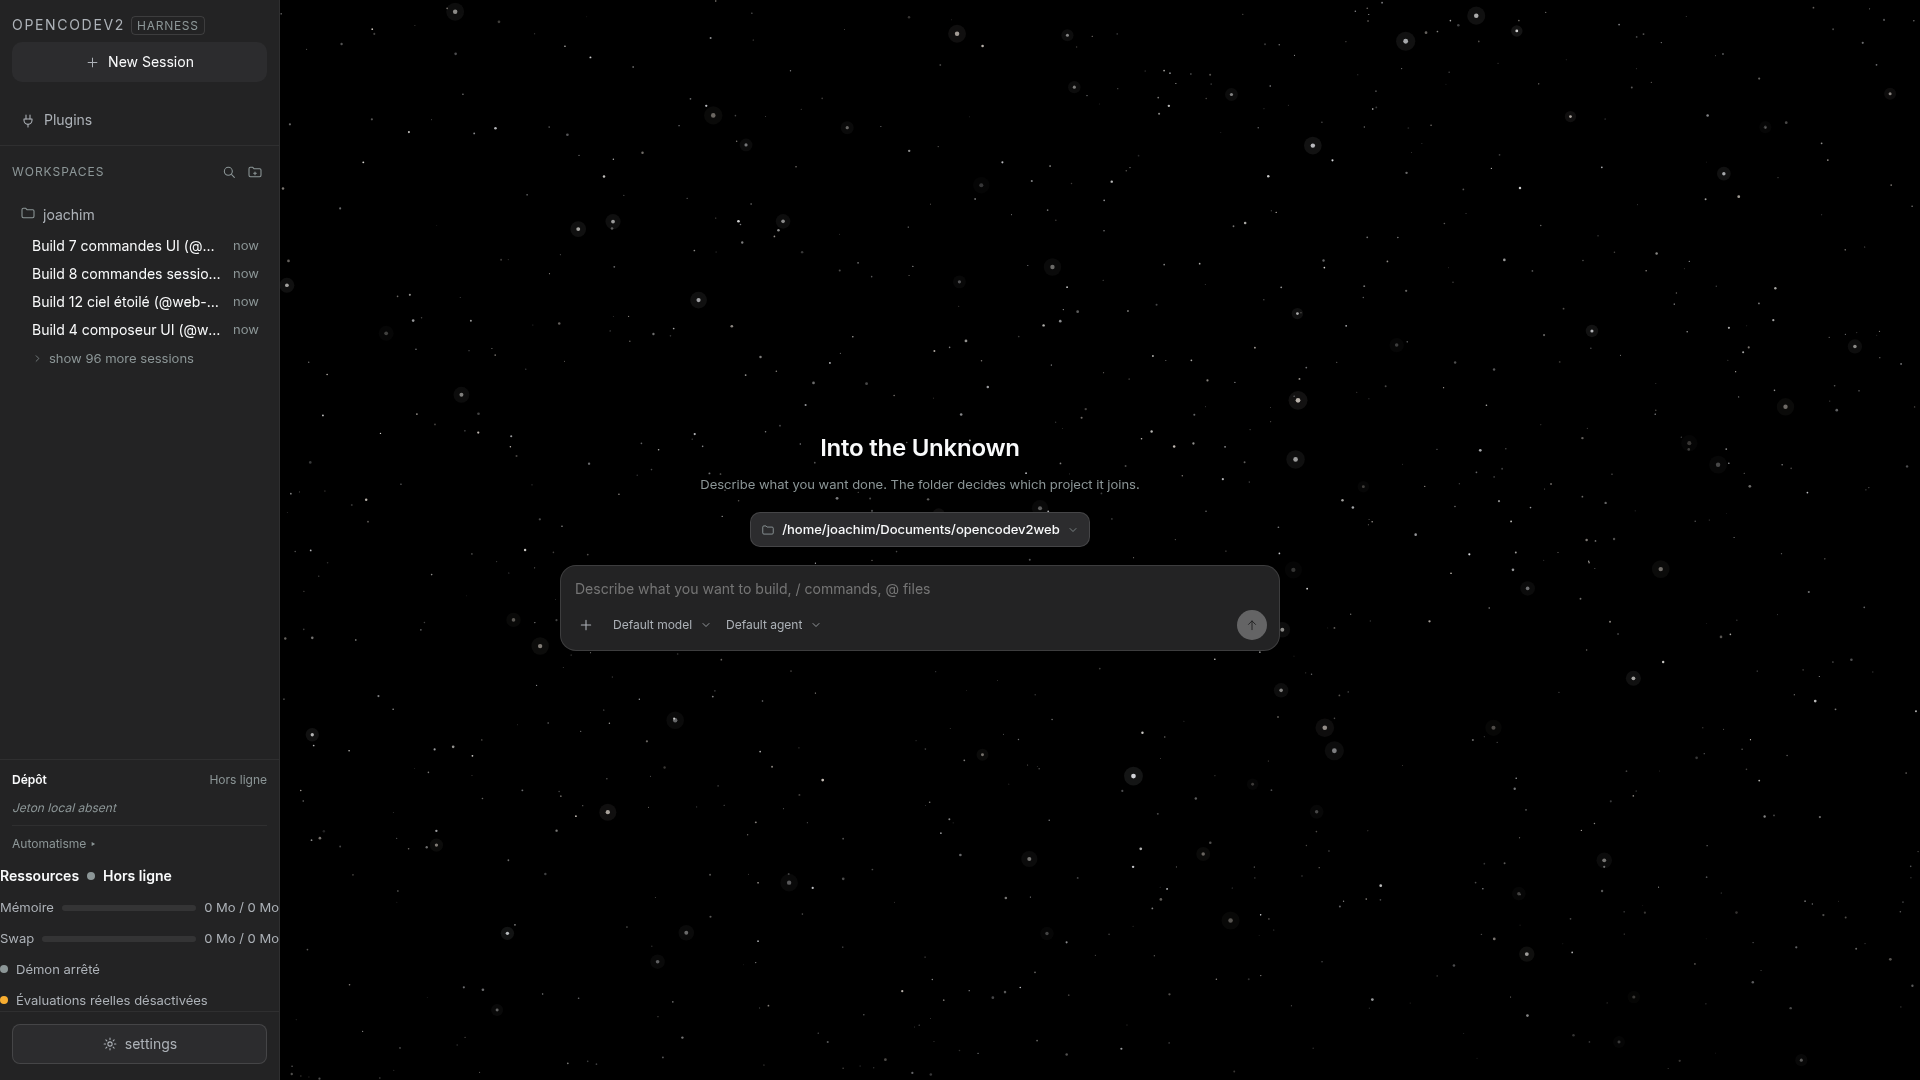 OPENCODEV2 HARNESS
New Session
Plugins
WORKSPACES
joachim
Build 7 commandes UI (@... now
Build 8 commandes sessio... now
Build 12 ciel étoilé (@web-... now
Build 4 composeur UI (@w... now
show 96 more sessions
Dépôt Hors ligne
Jeton local absent
Automatisme
Ressources Hors ligne
Mémoire 0 Mo / 0 Mo
Swap 0 Mo / 0 Mo
Démon arrêté
Évaluations réelles désactivées
settings
Into the Unknown
Describe what you want done. The folder decides which project it joins.
/home/joachim/Documents/opencodev2web
Describe what you want to build, / commands, @ files
Default model Default agent